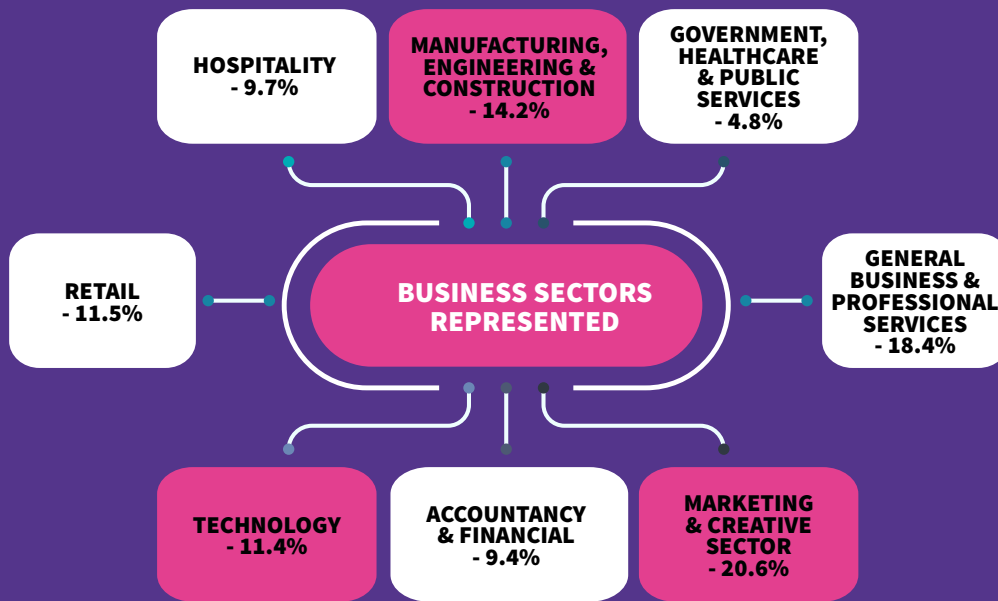 HOSPITALITY
- 9.7%
MANUFACTURING,
ENGINEERING &
CONSTRUCTION
- 14.2%
GOVERNMENT,
HEALTHCARE
& PUBLIC
SERVICES
- 4.8%
RETAIL
- 11.5%
BUSINESS SECTORS
REPRESENTED
GENERAL
BUSINESS &
PROFESSIONAL
SERVICES
- 18.4%
TECHNOLOGY
- 11.4%
ACCOUNTANCY
& FINANCIAL
- 9.4%
MARKETING
& CREATIVE
SECTOR
- 20.6%